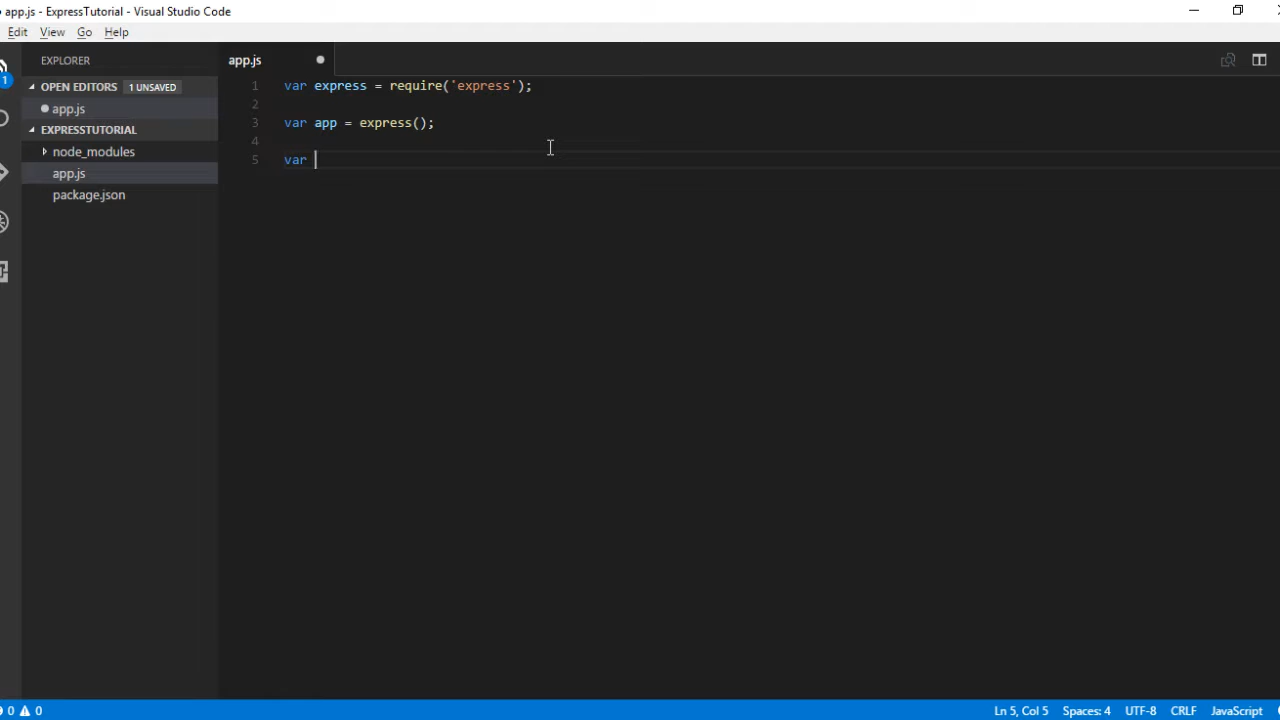 app.js - ExpressTutorial - Visual Studio Code
Edit View Go Help
EXPLORER
OPEN EDITORS 1 UNSAVED
app.js
EXPRESSTUTORIAL
node_modules
app.js
package.json
1
app.js
1 var express = require('express');
2
3 var app = express();
4
5 var
0 0
Ln 5, Col 5 Spaces: 4 UTF-8 CRLF JavaScript